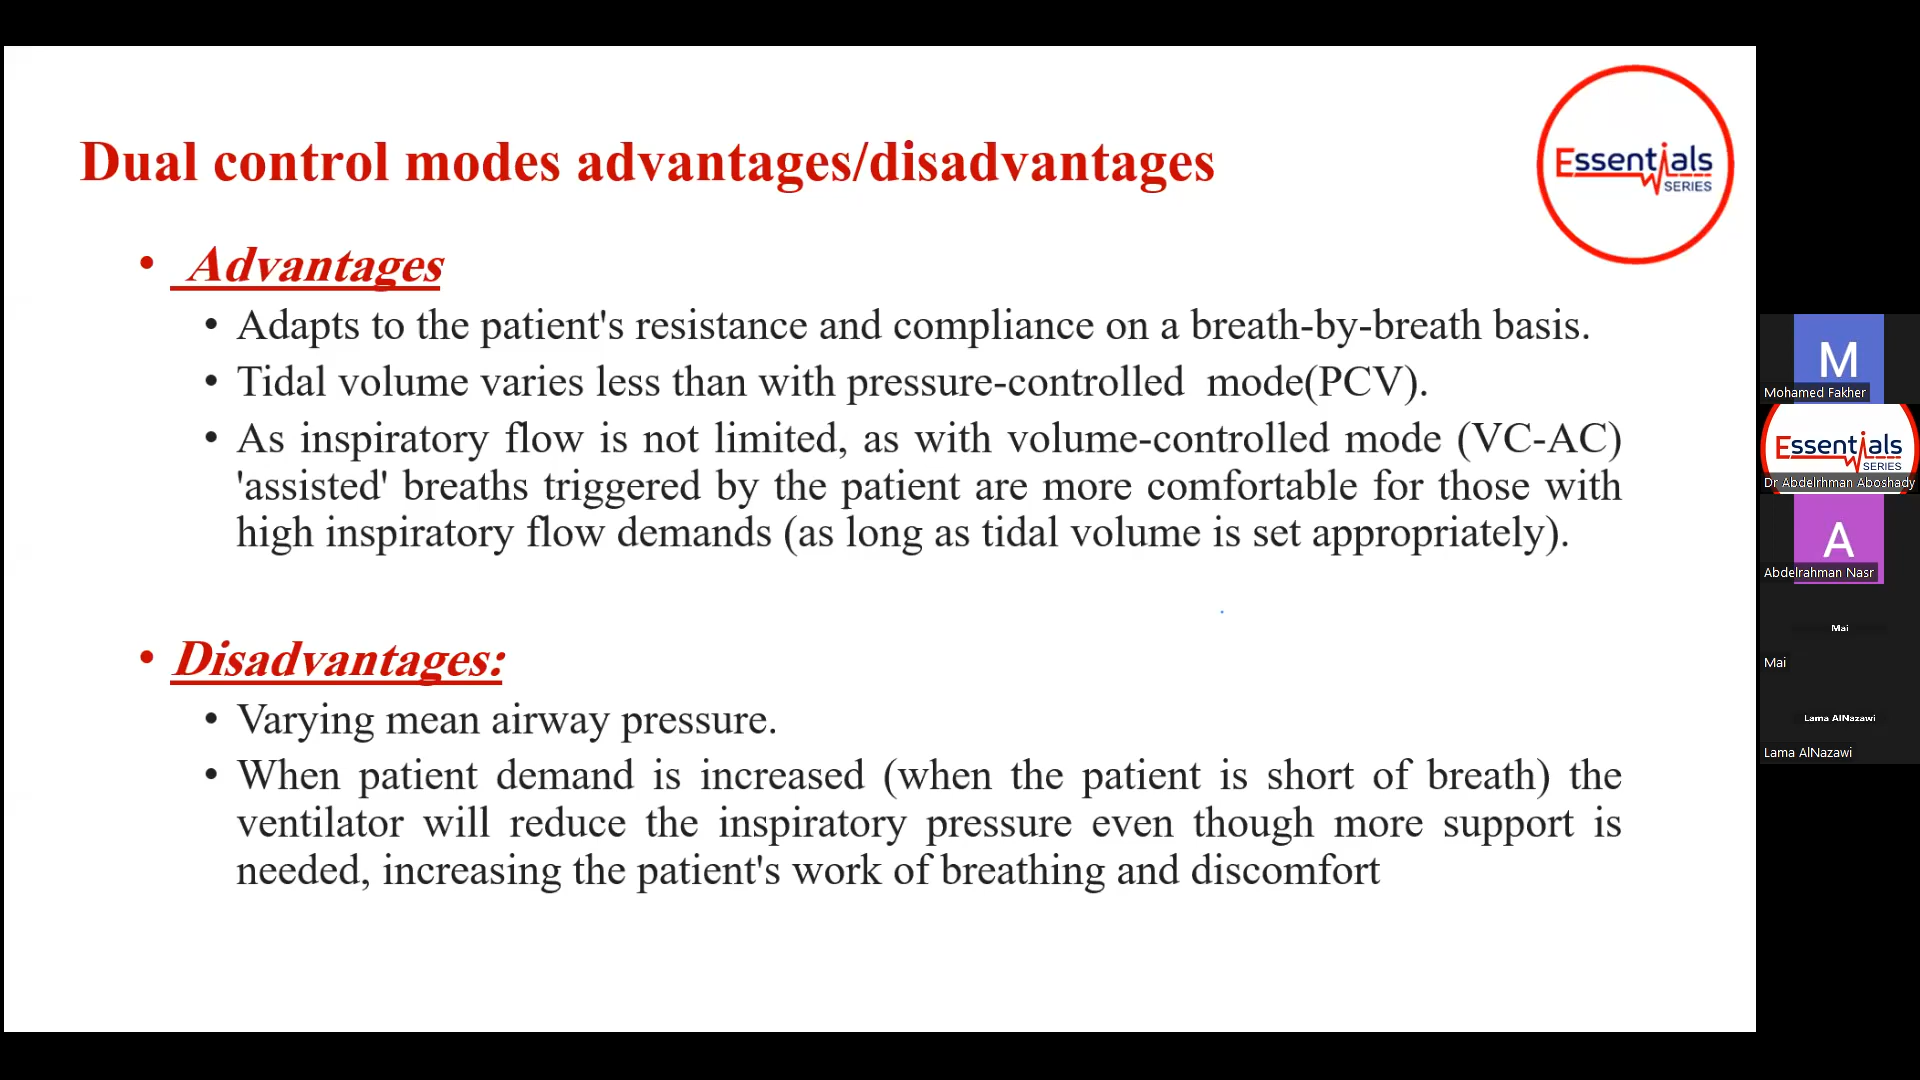 Dual control modes advantages/disadvantages
Essentials
SERIES
• Advantages
• Adapts to the patient's resistance and compliance on a breath-by-breath basis.
• Tidal volume varies less than with pressure-controlled mode(PCV).
• As inspiratory flow is not limited, as with volume-controlled mode (VC-AC)
'assisted' breaths triggered by the patient are more comfortable for those with
high inspiratory flow demands (as long as tidal volume is set appropriately).
• Disadvantages:
• Varying mean airway pressure.
• When patient demand is increased (when the patient is short of breath) the
ventilator will reduce the inspiratory pressure even though more support is
needed, increasing the patient's work of breathing and discomfort
M
Mohamed Fakher
Essentials
SERIES
Dr Abdelrhman Aboshady
A
Abdelrahman Nasr
Mai
Mai
Lama AlNazawi
Lama AlNazawi